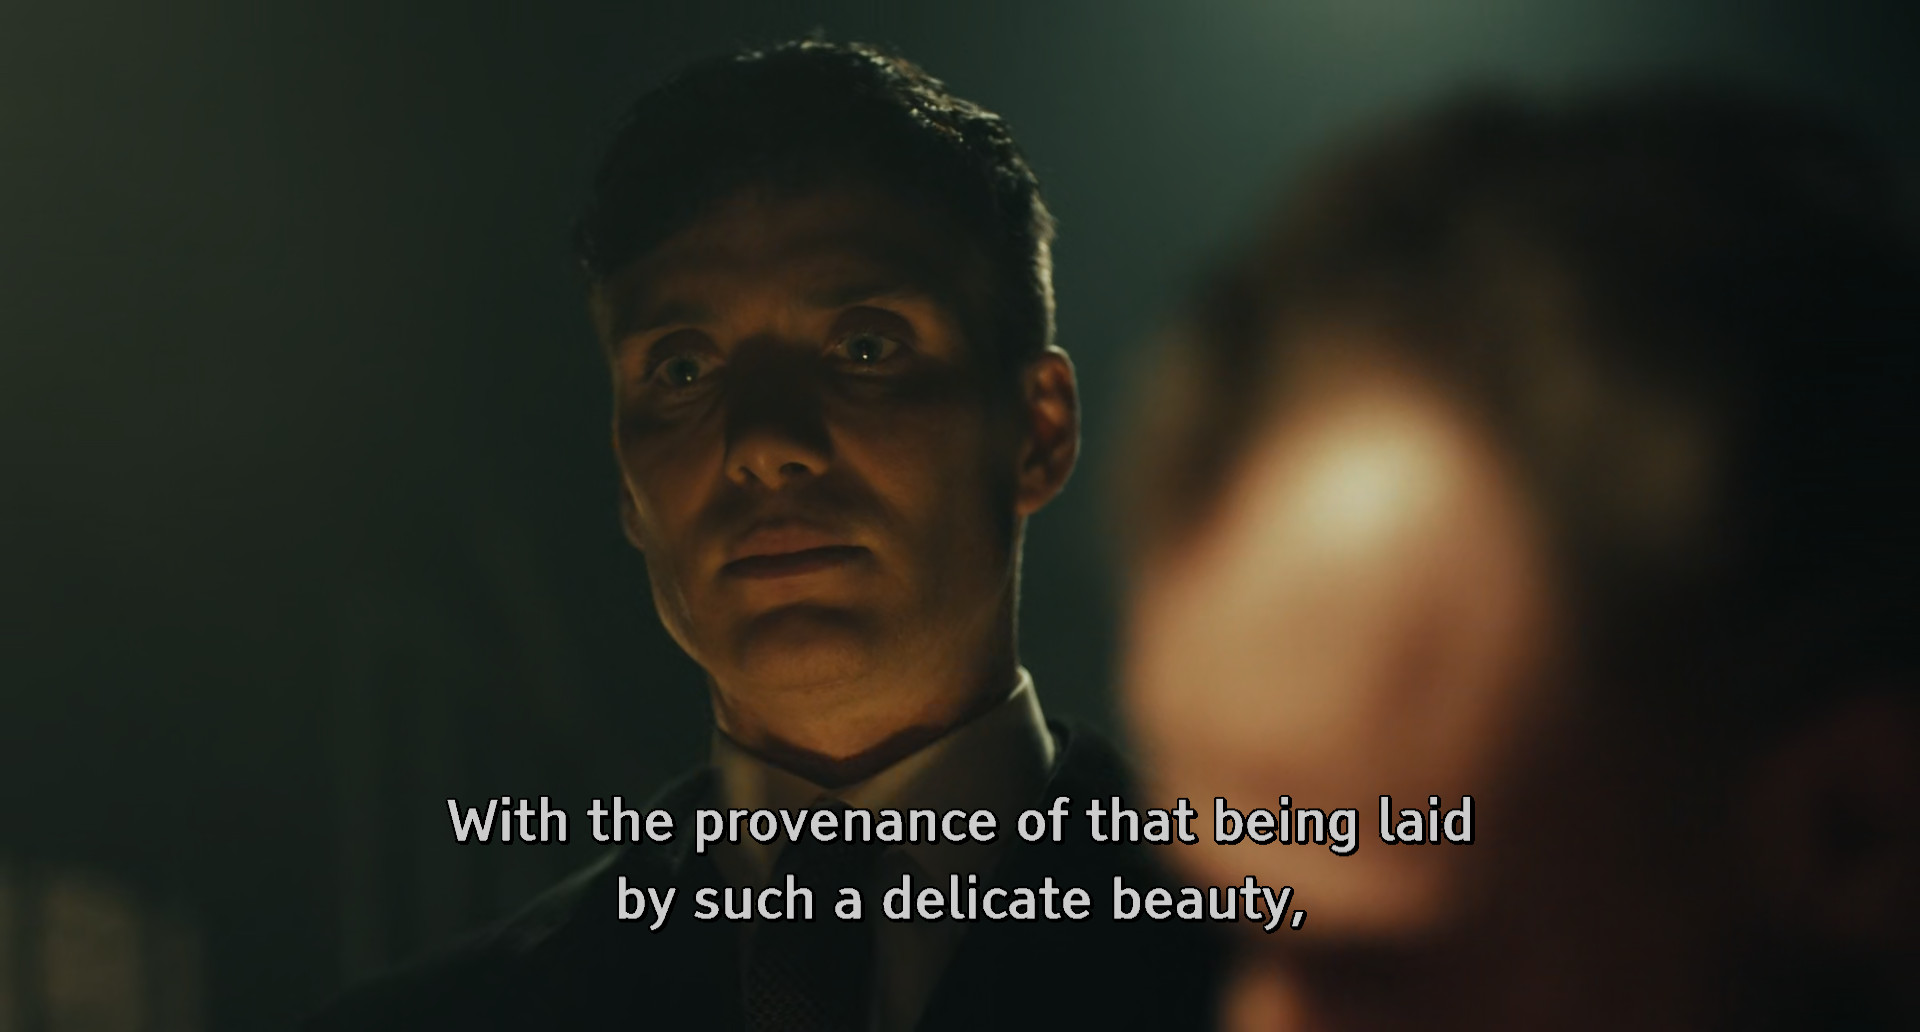 With the provenance of that being laid
by such a delicate beauty,